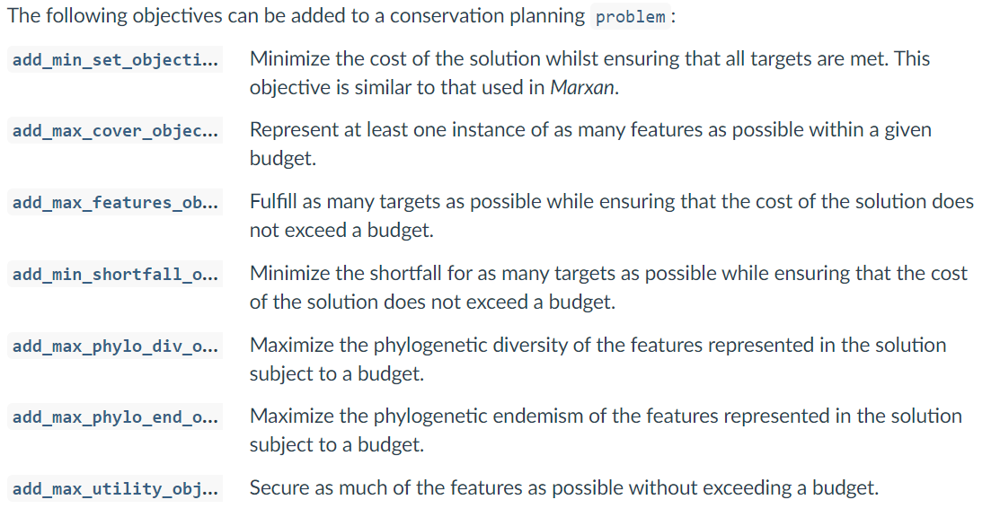 The following objectives can be added to a conservation planning problem:
add_min_set_objecti... Minimize the cost of the solution whilst ensuring that all targets are met. This
objective is similar to that used in Marxan.
add_max_cover_objec... Represent at least one instance of as many features as possible within a given
budget.
add_max_features_ob... Fulfill as many targets as possible while ensuring that the cost of the solution does
not exceed a budget.
add_min_shortfall_o... Minimize the shortfall for as many targets as possible while ensuring that the cost
of the solution does not exceed a budget.
add_max_phylo_div_o... Maximize the phylogenetic diversity of the features represented in the solution
subject to a budget.
add_max_phylo_end_o... Maximize the phylogenetic endemism of the features represented in the solution
subject to a budget.
add_max_utility_obj... Secure as much of the features as possible without exceeding a budget.